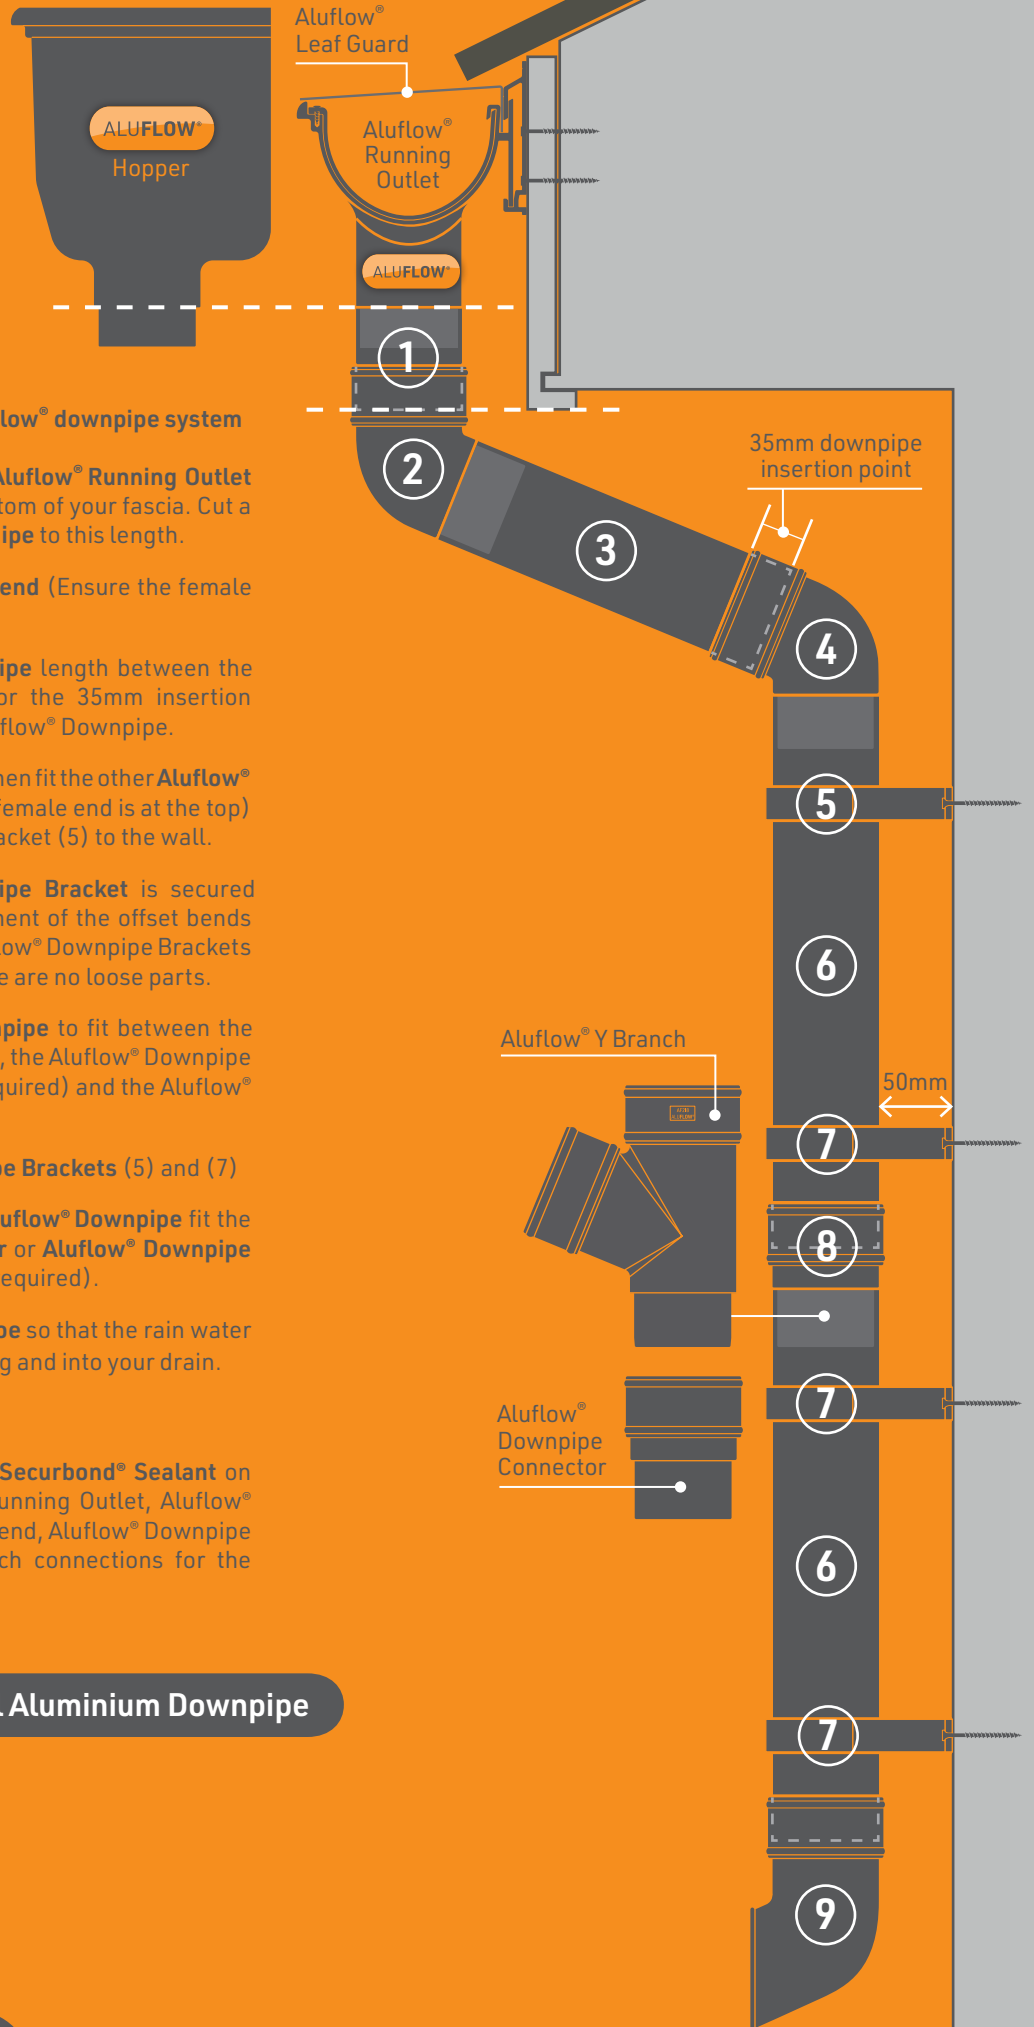 Aluflow®
Leaf Guard
ALUFLOW®
Hopper
Aluflow®
Running
Outlet
ALUFLOW®
1
2
3
4
5
6
7
8
7
6
7
9
35mm downpipe
insertion point
low® downpipe system
Aluflow® Running Outlet
tom of your fascia. Cut a
ipe to this length.
end (Ensure the female
ipe length between the
or the 35mm insertion
flow® Downpipe.
hen fit the other Aluflow®
female end is at the top)
acket (5) to the wall.
ipe Bracket is secured
ment of the offset bends
ow® Downpipe Brackets
e are no loose parts.
npipe to fit between the
, the Aluflow® Downpipe
quired) and the Aluflow®
pe Brackets (5) and (7)
luflow® Downpipe fit the
r or Aluflow® Downpipe
equired).
pe so that the rain water
g and into your drain.
Securbond® Sealant on
unning Outlet, Aluflow®
end, Aluflow® Downpipe
ch connections for the
Aluminium Downpipe
Aluflow® Y Branch
50mm
Aluflow®
Downpipe
Connector